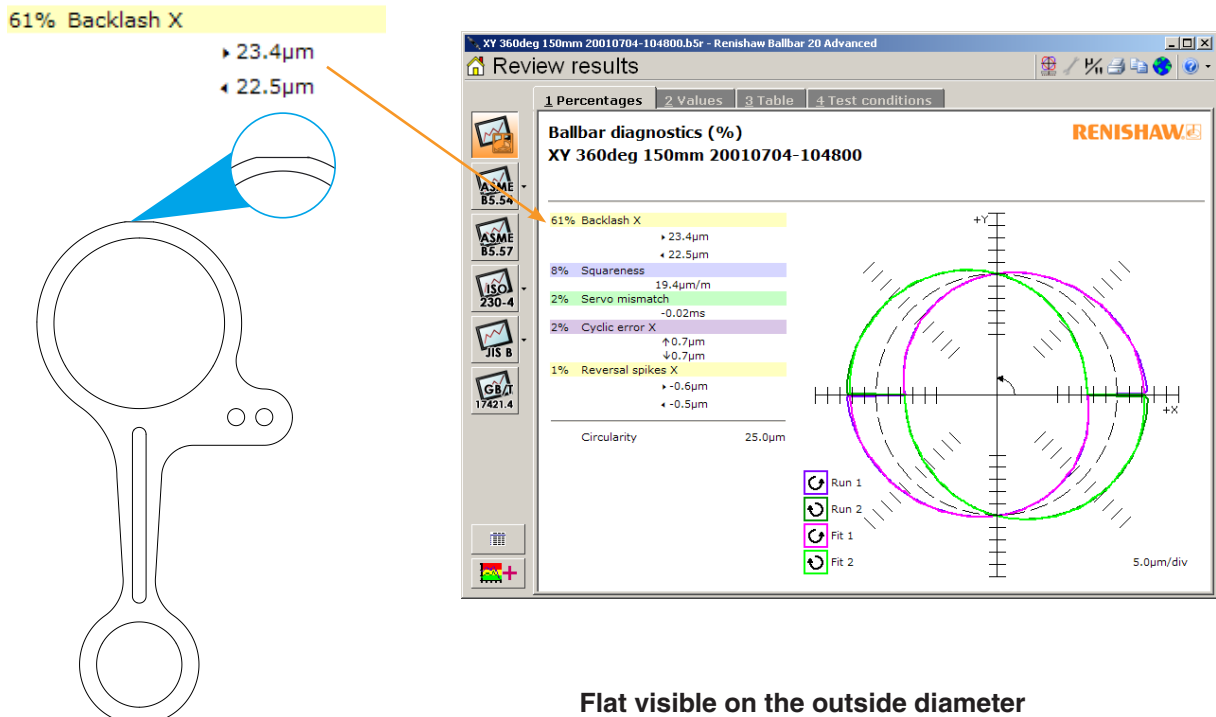 61% Backlash X
▸ 23.4µm
◂ 22.5µm
XY 360deg 150mm 20010704-104800.b5r - Renishaw Ballbar 20 Advanced
Review results
1 Percentages 2 Values 3 Table 4 Test conditions
Ballbar diagnostics (%)
XY 360deg 150mm 20010704-104800
RENISHAW
ASME
B5.54
ASME
B5.57
ISO
230-4
JIS B
GB/T
17421.4
61% Backlash X
▸ 23.4µm
◂ 22.5µm
8% Squareness
19.4µm/m
2% Servo mismatch
-0.02ms
2% Cyclic error X
↑0.7µm
↓0.7µm
1% Reversal spikes X
▸ -0.6µm
◂ -0.5µm
Circularity 25.0µm
+Y
+X
Run 1
Run 2
Fit 1
Fit 2
5.0µm/div
Flat visible on the outside diameter